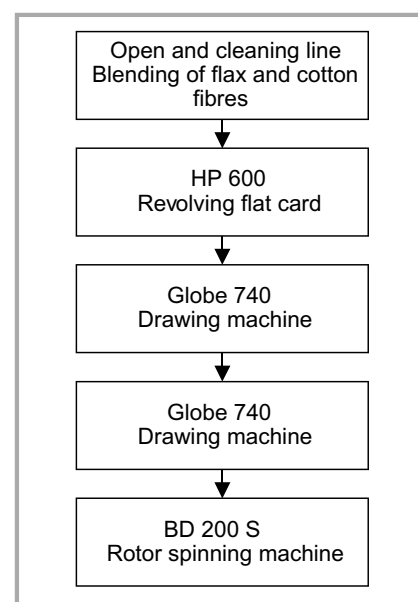 Open and cleaning line
Blending of flax and cotton
fibres
HP 600
Revolving flat card
Globe 740
Drawing machine
Globe 740
Drawing machine
BD 200 S
Rotor spinning machine